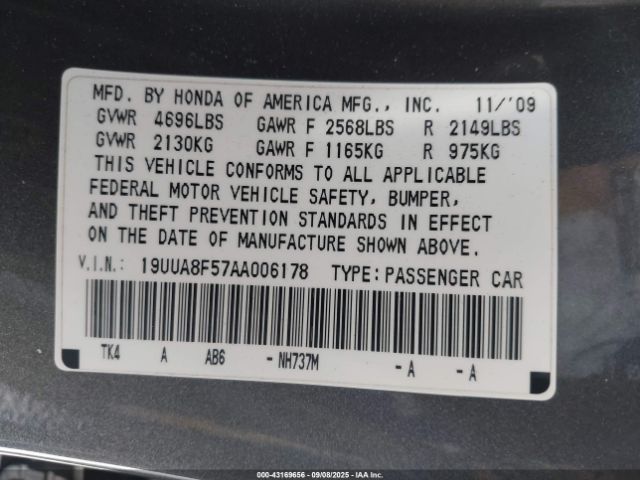 MFD. BY HONDA OF AMERICA MFG., INC. 11/'09
GVWR 4696LBS GAWR F 2568LBS R 2149LBS
GVWR 2130KG GAWR F 1165KG R 975KG
THIS VEHICLE CONFORMS TO ALL APPLICABLE
FEDERAL MOTOR VEHICLE SAFETY, BUMPER,
AND THEFT PREVENTION STANDARDS IN EFFECT
ON THE DATE OF MANUFACTURE SHOWN ABOVE.
V.I.N.: 19UUA8F57AA006178 TYPE:PASSENGER CAR
TK4 A AB6 -NH737M -A -A
000-43169656 - 09/08/2025 - IAA Inc.